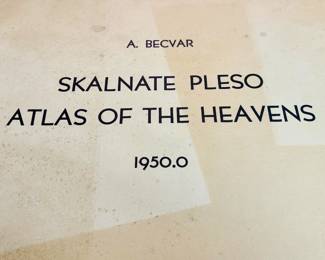 A. BECVAR
SKALNATE PLESO
ATLAS OF THE HEAVENS
1950.0